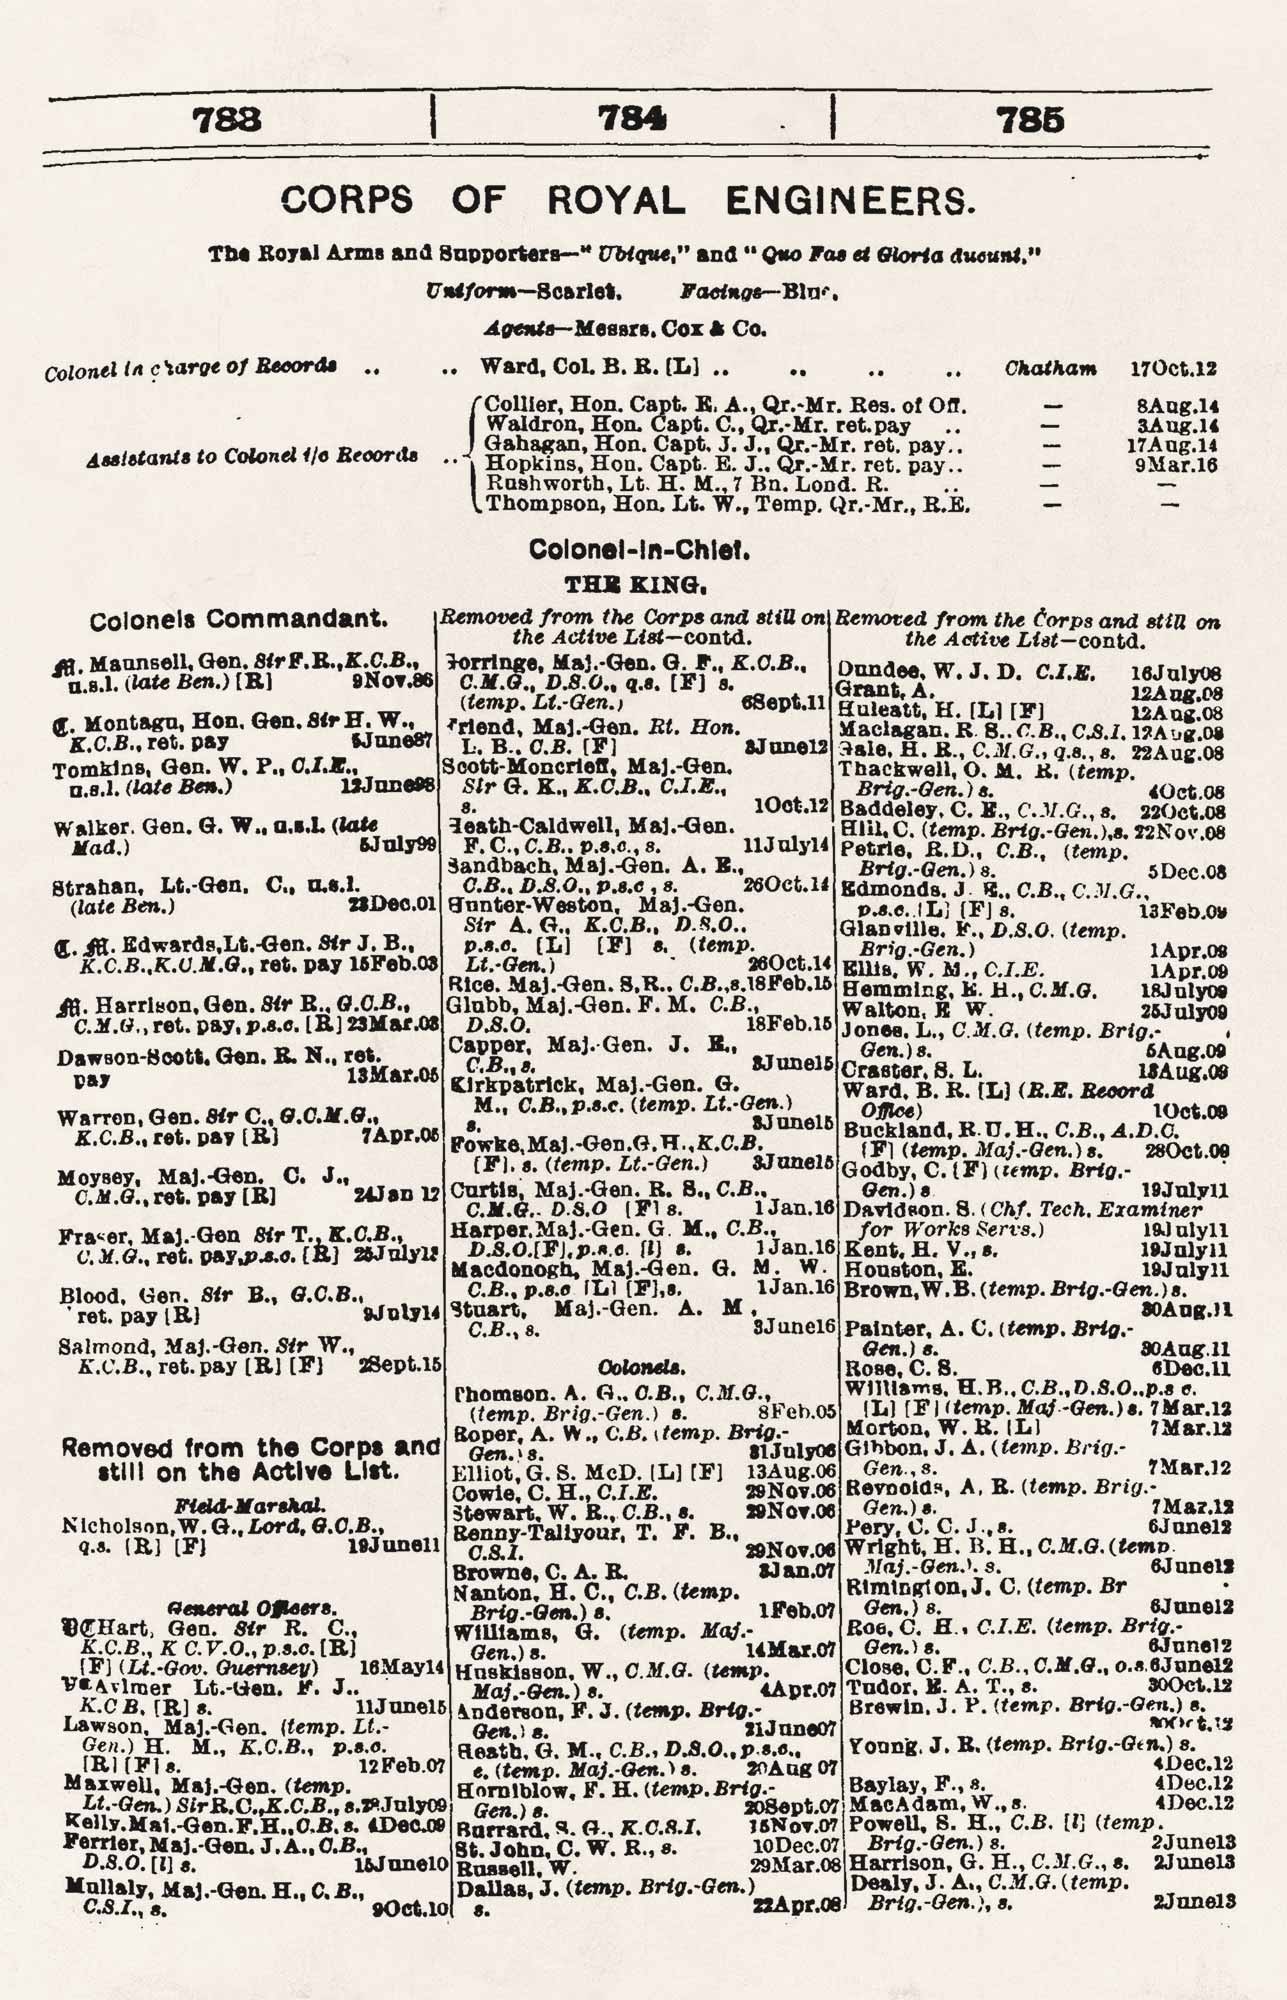 783
784
785
CORPS OF ROYAL ENGINEERS.
The Royal Arms and Supporters—"Ubique," and "Quo Fas et Gloria ducunt."
Uniform—Scarlet. Facings—Blue.
Agents—Messrs. Cox & Co.
Colonel in charge of Records .. .. Ward, Col. B. R. [L] .. .. .. .. Chatham 17Oct.12
Assistants to Colonel i/c Records ..
Collier, Hon. Capt. E. A., Qr.-Mr. Res. of Off. — 8Aug.14
Waldron, Hon. Capt. C., Qr.-Mr. ret.pay .. — 3Aug.14
Gahagan, Hon. Capt. J. J., Qr.-Mr. ret. pay.. — 17Aug.14
Hopkins, Hon. Capt. E. J., Qr.-Mr. ret. pay.. — 9Mar.16
Rushworth, Lt. H. M., 7 Bn. Lond. R. .. — —
Thompson, Hon. Lt. W., Temp. Qr.-Mr., R.E. — —
Colonel-in-Chief.
THE KING.
Colonels Commandant.
M. Maunsell, Gen. Sir F.R., K.C.B.,
u.s.l. (late Ben.) [R] 9Nov.86
C. Montagu, Hon. Gen. Sir H. W.,
K.C.B., ret. pay 5June87
Tomkins, Gen. W. P., C.I.E.,
u.s.l. (late Ben.) 12June98
Walker, Gen. G. W., u.s.l. (late
Mad.) 5July99
Strahan, Lt.-Gen. C., u.s.l.
(late Ben.) 23Dec.01
C. M. Edwards, Lt.-Gen. Sir J. B.,
K.C.B., K.C.M.G., ret. pay 15Feb.03
M. Harrison, Gen. Sir R., G.C.B.,
C.M.G., ret. pay, p.s.c. [R] 23Mar.03
Dawson-Scott, Gen. R. N., ret.
pay 13Mar.05
Warren, Gen. Sir C., G.C.M.G.,
K.C.B., ret. pay [R] 7Apr.05
Moysey, Maj.-Gen. C. J.,
C.M.G., ret. pay [R] 24Jan 12
Fraser, Maj.-Gen Sir T., K.C.B.,
C.M.G., ret. pay, p.s.c. [R]
Blood, Gen. Sir B., G.C.B.,
ret. pay [R] 9July14
Salmond, Maj.-Gen. Sir W.,
K.C.B., ret. pay [R] [F] 2Sept.15
Removed from the Corps and
still on the Active List.
Field-Marshal.
Nicholson, W. G., Lord, G.C.B.,
q.s. [R] [F] 19June11
General Officers.
VC Hart, Gen. Sir R. C.,
K.C.B., K C.V.O., p.s.c. [R]
[F] (Lt.-Gov. Guernsey) 16May14
VC Aylmer Lt.-Gen. F. J..
K.C B. [R] s. 11June15
Lawson, Maj.-Gen. (temp. Lt.-
Gen.) H. M., K.C.B., p.s.c.
[R] [F] s. 12Feb.07
Maxwell, Maj.-Gen. (temp.
Lt.-Gen.) Sir R.C., K.C.B., s. July09
Kelly, Maj.-Gen. F.H., C.B. s. 4Dec.09
Ferrier, Maj.-Gen. J.A., C.B.,
D.S.O. [l] s. 15June10
Mullaly, Maj.-Gen. H., C.B.,
C.S.I., s. 9Oct.10
Removed from the Corps and still on
the Active List—contd.
Gorringe, Maj.-Gen. G. F., K.C.B.,
C.M.G., D.S.O., q.s. [F] s.
(temp. Lt.-Gen.) 6Sept.11
Friend, Maj.-Gen. Rt. Hon.
L. B., C.B. [F] 3June12
Scott-Moncrieff, Maj.-Gen.
Sir G. K., K.C.B., C.I.E.,
s. 1Oct.12
Heath-Caldwell, Maj.-Gen.
F. C., C.B., p.s.c., s. 11July14
Sandbach, Maj.-Gen. A. E.,
C.B., D.S.O., p.s.c , s. 26Oct.14
Hunter-Weston, Maj.-Gen.
Sir A. G., K.C.B., D.S.O..
p.s.c. [L] [F] s. (temp.
Lt.-Gen.) 26Oct.14
Rice, Maj.-Gen. S.R., C.B., s. 18Feb.15
Glubb, Maj.-Gen. F. M. C.B.,
D.S.O. 18Feb.15
Capper, Maj.-Gen. J. E.,
C.B., s. 3June15
Kirkpatrick, Maj.-Gen. G.
M., C.B., p.s.c. (temp. Lt.-Gen.)
s. 3June15
Fowke, Maj.-Gen. G.H., K.C.B.
[F]. s. (temp. Lt.-Gen.) 3June15
Curtis, Maj.-Gen. R. S., C.B.,
C.M.G.. D.S.O [F] s. 1Jan.16
Harper, Maj.-Gen. G. M., C.B.,
D.S.O. [F], p.s.c. [l] s. 1Jan.16
Macdonogh, Maj.-Gen. G. M. W.
C.B., p.s.c [L] [F], s. 1Jan.16
Stuart, Maj.-Gen. A. M ,
C.B., s. 3June16
Colonels.
Thomson, A. G., C.B., C.M.G.,
(temp. Brig.-Gen.) s. 8Feb.05
Roper, A. W., C.B. (temp. Brig.-
Gen.) s. 31July06
Elliot, G. S. McD. [L] [F] 13Aug.06
Cowie, C. H., C.I.E. 29Nov.06
Stewart, W. R., C.B., s. 29Nov.06
Renny-Tailyour, T. F. B.,
C.S.I. 29Nov.06
Browne, C. A. R. 3Jan.07
Nanton, H. C., C.B. (temp.
Brig.-Gen.) s. 1Feb.07
Williams, G. (temp. Maj.-
Gen.) s. 14Mar.07
Huskisson, W., C.M.G. (temp.
Maj.-Gen.) s. 4Apr.07
Anderson, F. J. (temp. Brig.-
Gen.) s. 21June07
Heath, G. M., C.B., D.S.O., p.s.c.,
e. (temp. Maj.-Gen.) s. 20Aug 07
Horniblow, F. H. (temp. Brig.-
Gen.) s. 20Sept.07
Burrard, S. G., K.C.S.I. 15Nov.07
St. John, C. W. R., s. 10Dec.07
Russell, W. 29Mar.08
Dallas, J. (temp. Brig.-Gen.)
s. 22Apr.08
Removed from the Corps and still on
the Active List—contd.
Dundee, W. J. D. C.I.E. 16July08
Grant, A. 12Aug.08
Huleatt, H. [L] [F] 12Aug.08
Maclagan, R. S., C.B., C.S.I. 12Aug.08
Gale, H. R., C.M.G., q.s., s. 22Aug.08
Thackwell, O. M. R. (temp.
Brig.-Gen.) s. 4Oct.08
Baddeley, C. E., C.M.G., s. 22Oct.08
Hill, C. (temp. Brig.-Gen.), s. 22Nov.08
Petrie, R.D., C.B., (temp.
Brig.-Gen.) s. 5Dec.08
Edmonds, J. E., C.B., C.M.G.,
p.s.c. [L] [F] s. 13Feb.09
Glanville, F., D.S.O. (temp.
Brig.-Gen.) 1Apr.09
Ellis, W. M., C.I.E. 1Apr.09
Hemming, E. H., C.M.G. 18July09
Walton, E W. 25July09
Jones, L., C.M.G. (temp. Brig.-
Gen.) s. 5Aug.09
Craster, S. L. 13Aug.09
Ward, B. R. [L] (R.E. Record
Office) 1Oct.09
Buckland, R.U.H., C.B., A.D.C.
[F] (temp. Maj.-Gen.) s. 28Oct.09
Godby, C. [F] (temp. Brig.-
Gen.) s 19July11
Davidson, S. (Chf. Tech. Examiner
for Works Servs.) 19July11
Kent, H. V., s. 19July11
Houston, E. 19July11
Brown, W.B. (temp. Brig.-Gen.) s.
30Aug.11
Painter, A. C. (temp. Brig.-
Gen.) s. 30Aug.11
Rose, C. S. 6Dec.11
Williams, H.B., C.B., D.S.O., p.s c.
[L] [F] (temp. Maj.-Gen.) s. 7Mar.12
Morton, W. R. [L] 7Mar.12
Gibbon, J. A. (temp. Brig.-
Gen., s. 7Mar.12
Reynolds, A. R. (temp. Brig.-
Gen.) s. 7Mar.12
Pery, C. C. J., s. 6June12
Wright, H. B. H., C.M.G. (temp.
Maj.-Gen.). s. 6June12
Rimington, J. C. (temp. Br
Gen.) s. 6June12
Roe, C. H., C.I.E. (temp. Brig.-
Gen.) s. 6June12
Close, C.F., C.B., C.M.G., o.s. 6June12
Tudor, E. A. T., s. 30Oct.12
Brewin, J. P. (temp. Brig.-Gen.) s.
Young, J. R. (temp. Brig.-Gen.) s.
4Dec.12
Baylay, F., s. 4Dec.12
MacAdam, W., s. 4Dec.12
Powell, S. H., C.B. [l] (temp.
Brig.-Gen.) s. 2June13
Harrison, G. H., C.M.G., s. 2June13
Dealy, J. A., C.M.G. (temp.
Brig.-Gen.), s. 2June13